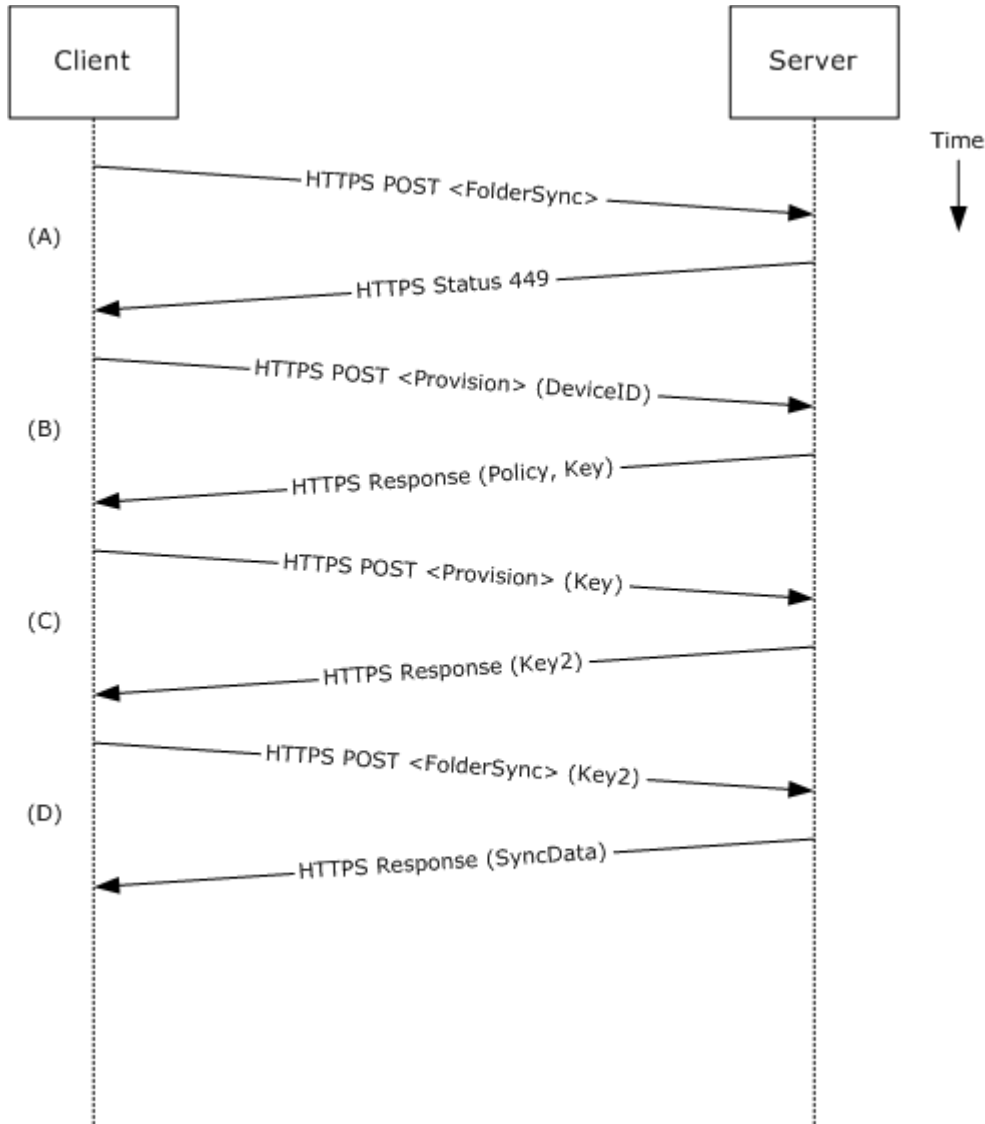 Client
Server
Time
HTTPS POST <FolderSync>
(A)
HTTPS Status 449
HTTPS POST <Provision> (DeviceID)
(B)
HTTPS Response (Policy, Key)
HTTPS POST <Provision> (Key)
(C)
HTTPS Response (Key2)
HTTPS POST <FolderSync> (Key2)
(D)
HTTPS Response (SyncData)